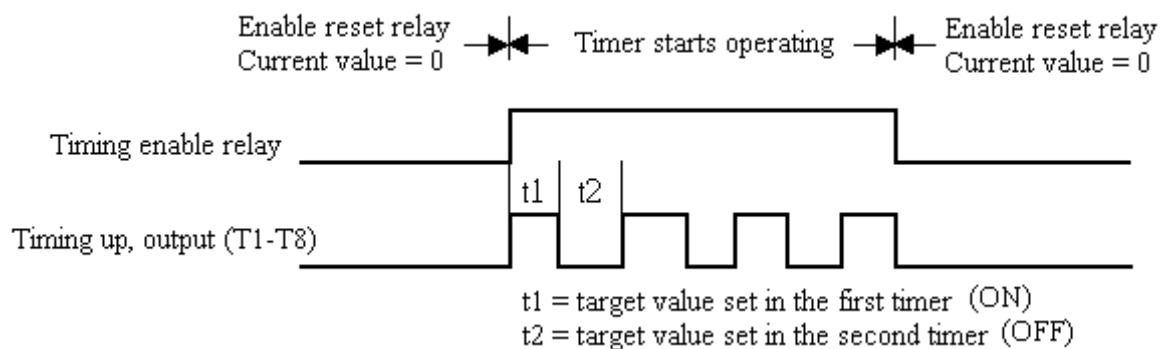 Enable reset relay
Current value = 0
Timer starts operating
Enable reset relay
Current value = 0
Timing enable relay
t1
t2
Timing up, output (T1-T8)
t1 = target value set in the first timer (ON)
t2 = target value set in the second timer (OFF)